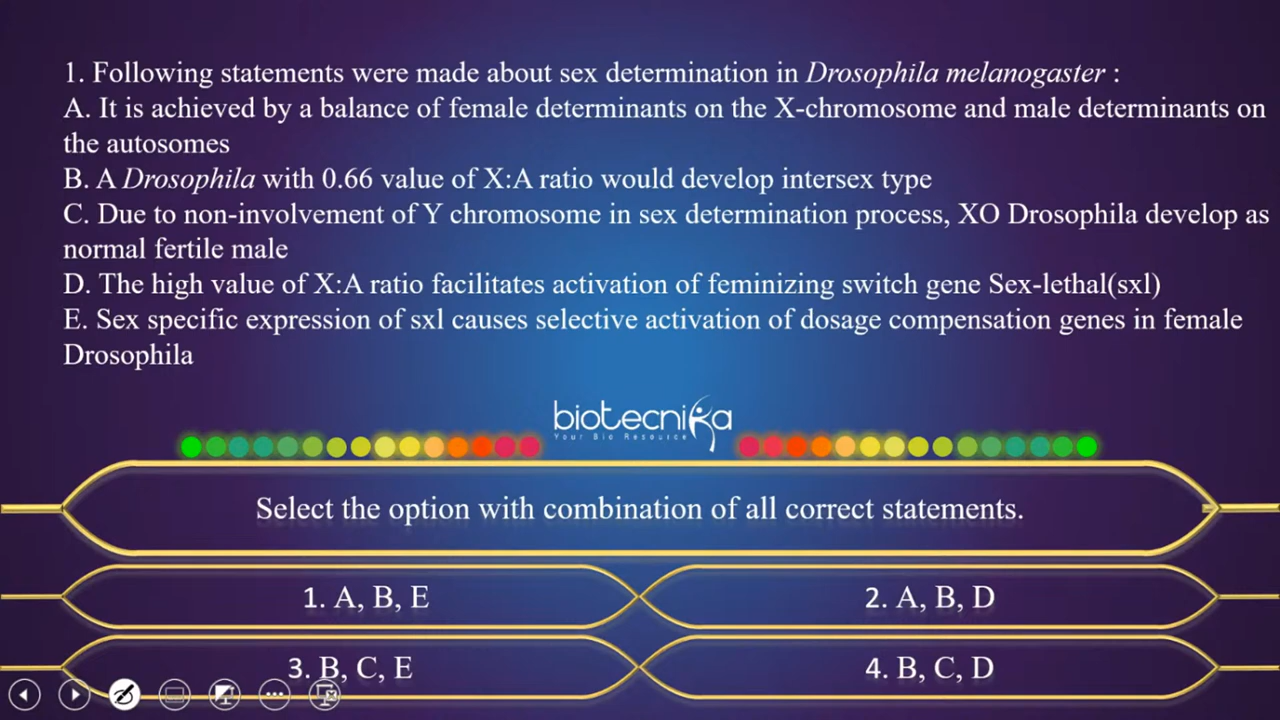 1. Following statements were made about sex determination in Drosophila melanogaster :
A. It is achieved by a balance of female determinants on the X-chromosome and male determinants on
the autosomes
B. A Drosophila with 0.66 value of X:A ratio would develop intersex type
C. Due to non-involvement of Y chromosome in sex determination process, XO Drosophila develop as
normal fertile male
D. The high value of X:A ratio facilitates activation of feminizing switch gene Sex-lethal(sxl)
E. Sex specific expression of sxl causes selective activation of dosage compensation genes in female
Drosophila
biotecnika
Your Bio Resource
Select the option with combination of all correct statements.
1. A, B, E
2. A, B, D
3. B, C, E
4. B, C, D